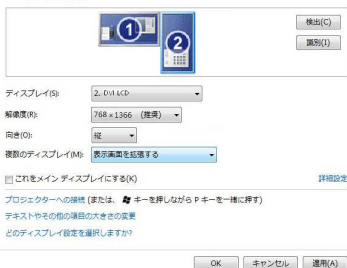 1
2
検出(C)
識別(I)
ディスプレイ(S): 2. DVI LCD
解像度(R): 768 × 1366 (推奨)
向き(O): 縦
複数のディスプレイ(M): 表示画面を拡張する
これをメイン ディスプレイにする(K) 詳細設定
プロジェクターへの接続 (または、 キーを押しながら P キーを一緒に押す)
テキストやその他の項目の大きさの変更
どのディスプレイ設定を選択しますか?
OK キャンセル 適用(A)